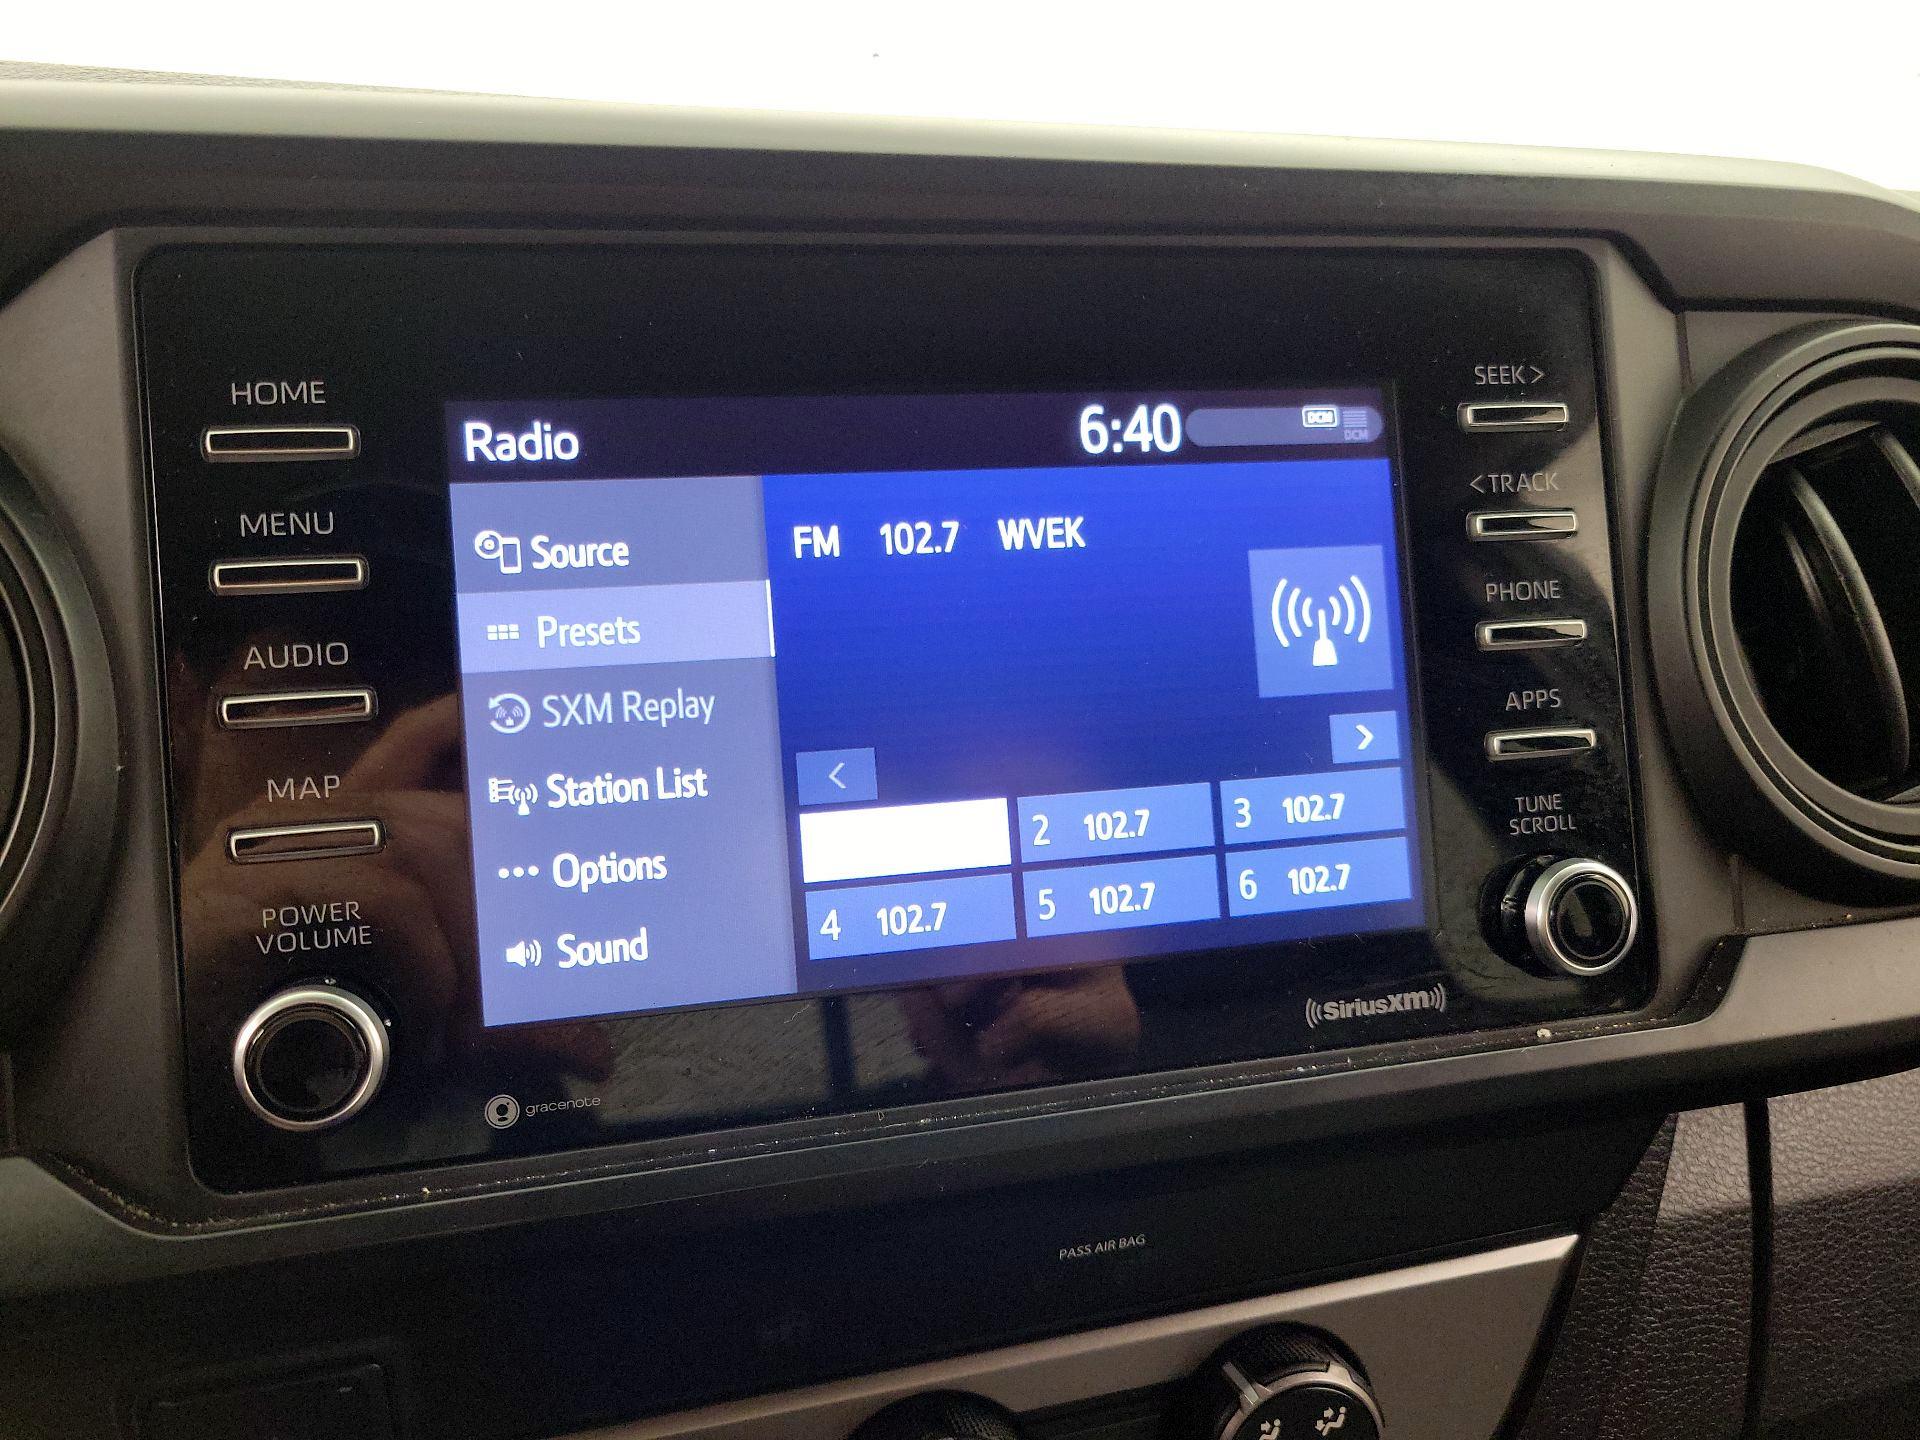 HOME
MENU
AUDIO
MAP
POWER
VOLUME
Radio
6:40
DCM
DCM
Source
Presets
SXM Replay
Station List
Options
Sound
FM 102.7 WVEK
<
>
2 102.7
3 102.7
4 102.7
5 102.7
6 102.7
SEEK >
< TRACK
PHONE
APPS
TUNE
SCROLL
gracenote
((SiriusXM))
PASS AIR BAG